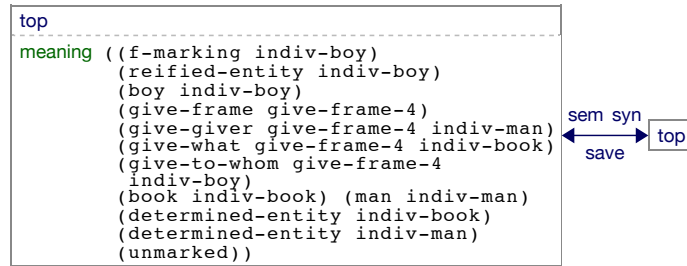 top
meaning ((f-marking indiv-boy)
(reified-entity indiv-boy)
(boy indiv-boy)
(give-frame give-frame-4)
(give-giver give-frame-4 indiv-man)
(give-what give-frame-4 indiv-book)
(give-to-whom give-frame-4
indiv-boy)
(book indiv-book) (man indiv-man)
(determined-entity indiv-book)
(determined-entity indiv-man)
(unmarked))
sem syn
save
top